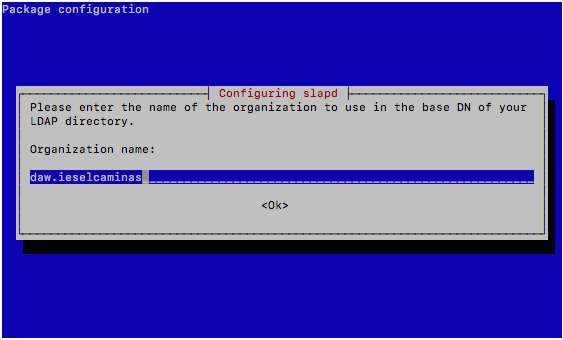 Package configuration
Configuring slapd
Please enter the name of the organization to use in the base DN of your
LDAP directory.
Organization name:
daw.ieselcaminas
<Ok>